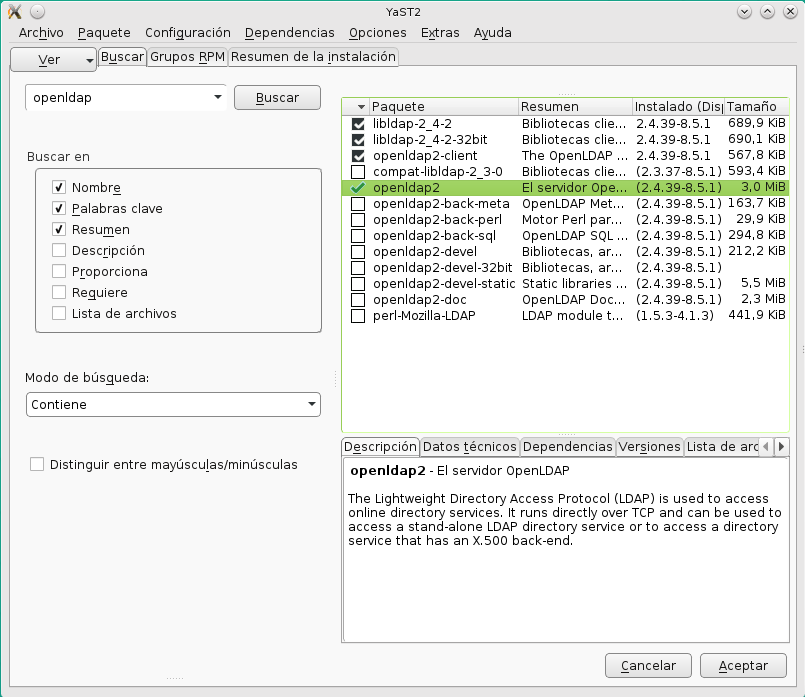 YaST2
Archivo Paquete Configuración Dependencias Opciones Extras Ayuda
Ver Buscar Grupos RPM Resumen de la instalación
openldap Buscar
Buscar en
Nombre
Palabras clave
Resumen
Descripción
Proporciona
Requiere
Lista de archivos
Modo de búsqueda:
Contiene
Distinguir entre mayúsculas/minúsculas
Paquete Resumen Instalado (Disp Tamaño
libldap-2_4-2 Bibliotecas clie... 2.4.39-8.5.1 689,9 KiB
libldap-2_4-2-32bit Bibliotecas clie... 2.4.39-8.5.1 690,1 KiB
openldap2-client The OpenLDAP ... 2.4.39-8.5.1 567,8 KiB
compat-libldap-2_3-0 Bibliotecas clie... (2.3.37-8.5.1) 593,4 KiB
openldap2 El servidor Ope... (2.4.39-8.5.1) 3,0 MiB
openldap2-back-meta OpenLDAP Met... (2.4.39-8.5.1) 163,7 KiB
openldap2-back-perl Motor Perl par... (2.4.39-8.5.1) 29,9 KiB
openldap2-back-sql OpenLDAP SQL ... (2.4.39-8.5.1) 294,8 KiB
openldap2-devel Bibliotecas, ar... (2.4.39-8.5.1) 212,2 KiB
openldap2-devel-32bit Bibliotecas, ar... (2.4.39-8.5.1)
openldap2-devel-static Static libraries ... (2.4.39-8.5.1) 5,5 MiB
openldap2-doc OpenLDAP Doc... (2.4.39-8.5.1) 2,3 MiB
perl-Mozilla-LDAP LDAP module t... (1.5.3-4.1.3) 441,9 KiB
Descripción Datos técnicos Dependencias Versiones Lista de arc
openldap2 - El servidor OpenLDAP
The Lightweight Directory Access Protocol (LDAP) is used to access
online directory services. It runs directly over TCP and can be used to
access a stand-alone LDAP directory service or to access a directory
service that has an X.500 back-end.
Cancelar Aceptar